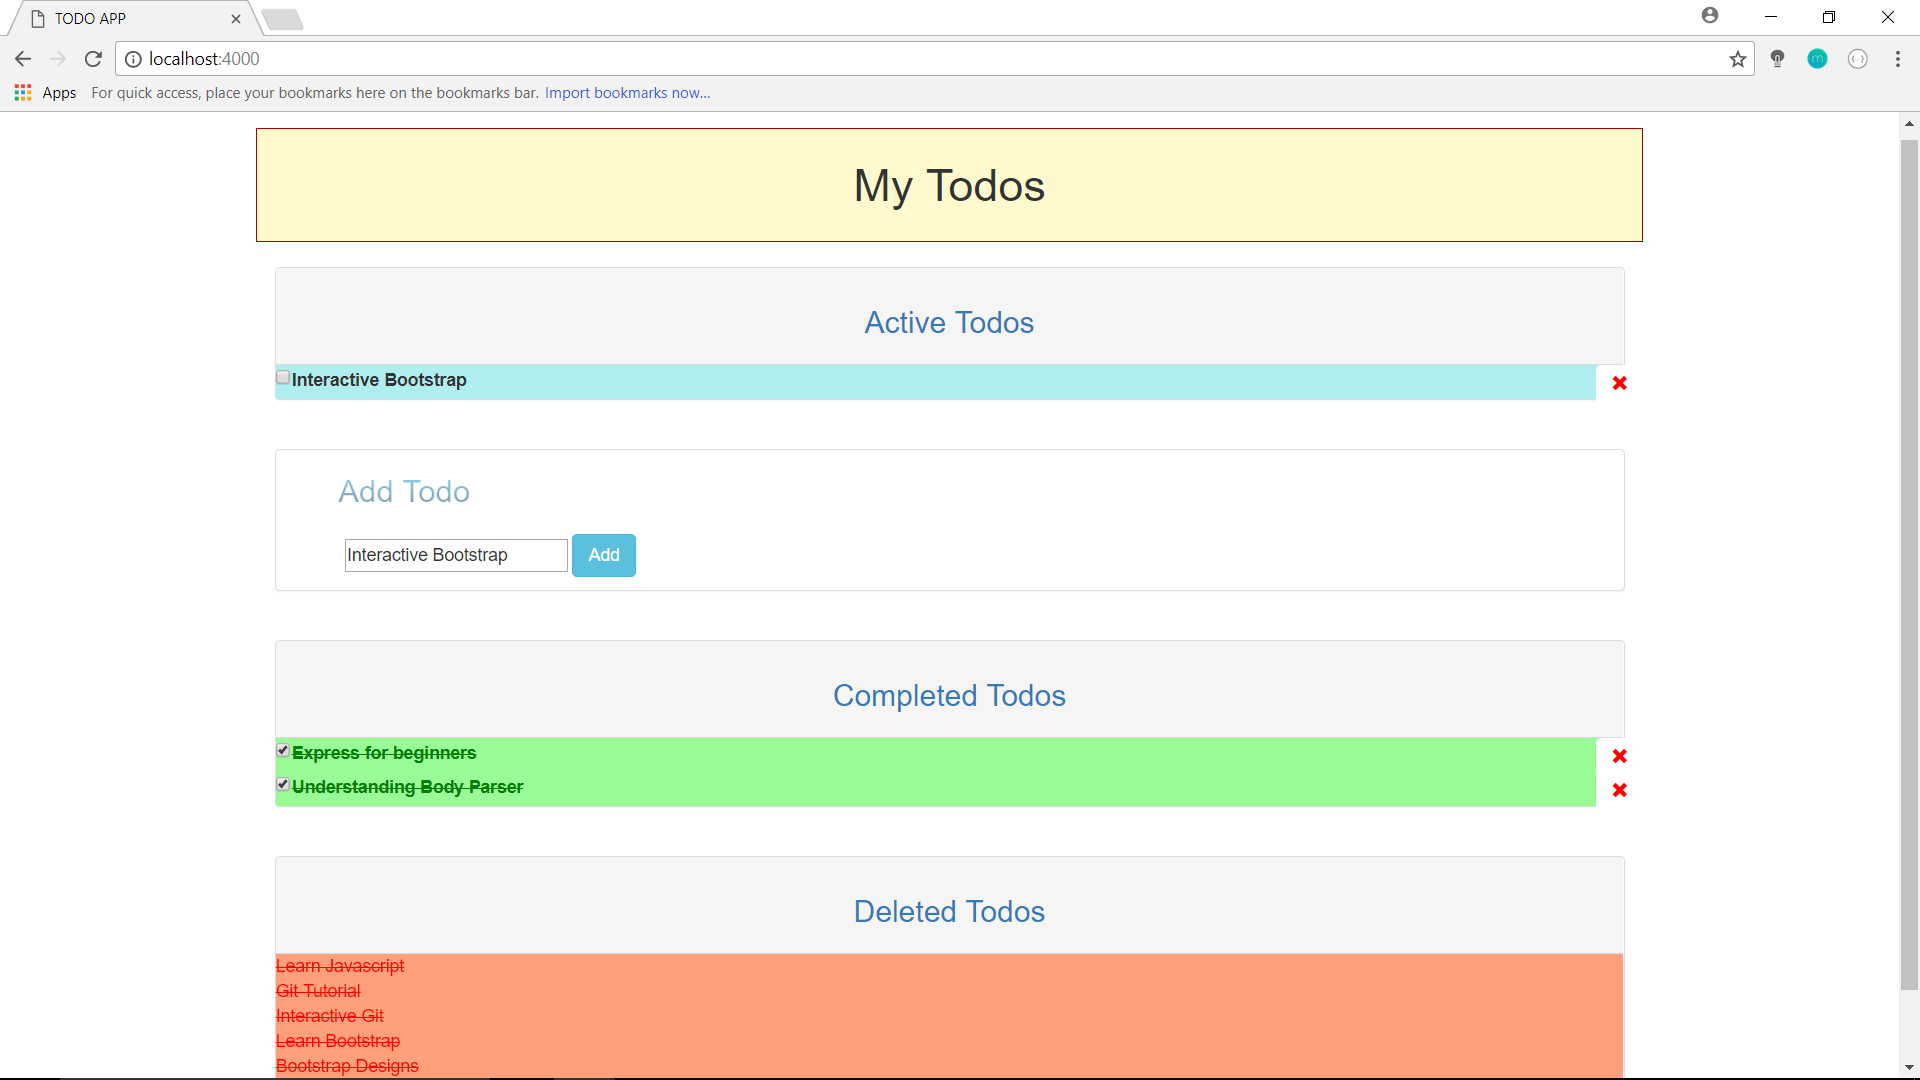 TODO APP
localhost:4000
Apps For quick access, place your bookmarks here on the bookmarks bar. Import bookmarks now...
My Todos
Active Todos
Interactive Bootstrap
Add Todo
Interactive Bootstrap Add
Completed Todos
Express for beginners
Understanding Body Parser
Deleted Todos
Learn Javascript
Git Tutorial
Interactive Git
Learn Bootstrap
Bootstrap Designs